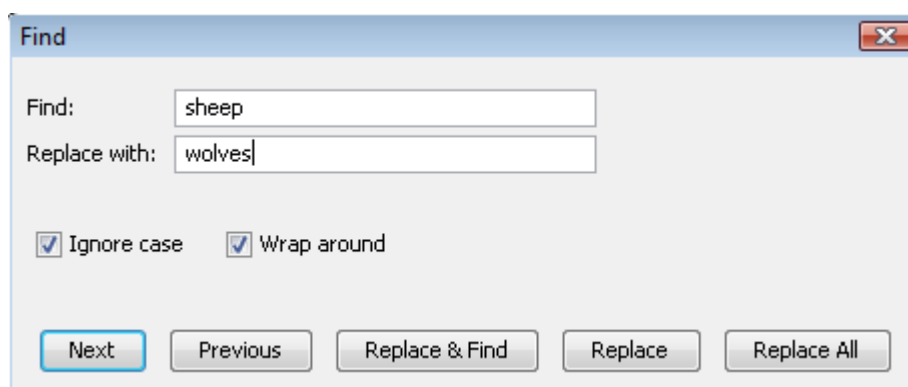 Find
Find: sheep
Replace with: wolves
Ignore case Wrap around
Next Previous Replace & Find Replace Replace All